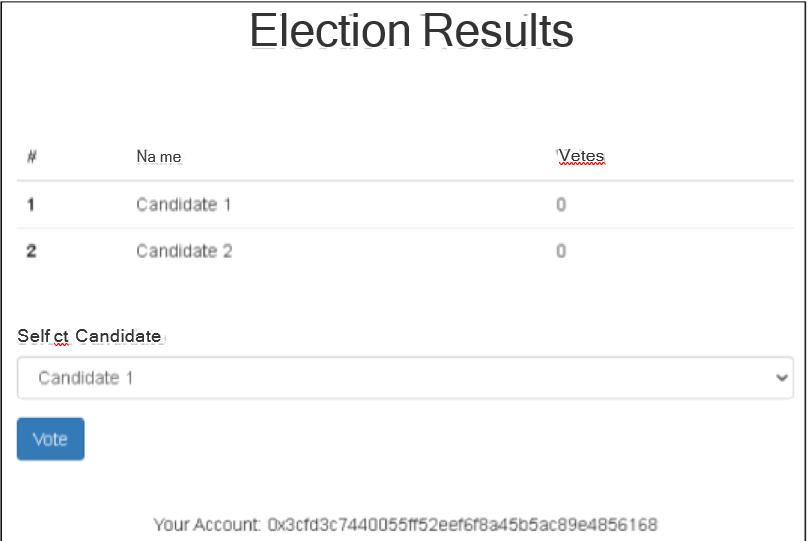 Election Results
# Na me Vetes
1 Candidate 1 0
2 Candidate 2 0
Self ct Candidate
Candidate 1
Vote
Your Account: 0x3cfd3c7440055ff52eef6f8a45b5ac89e4856168